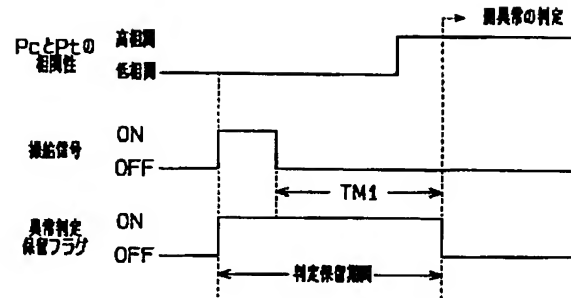 開異常の判定
PcとPtの
相関性
高相関
低相関
操給信号
ON
OFF
TM1
異常判定
保留フラグ
ON
OFF
判定保留期間